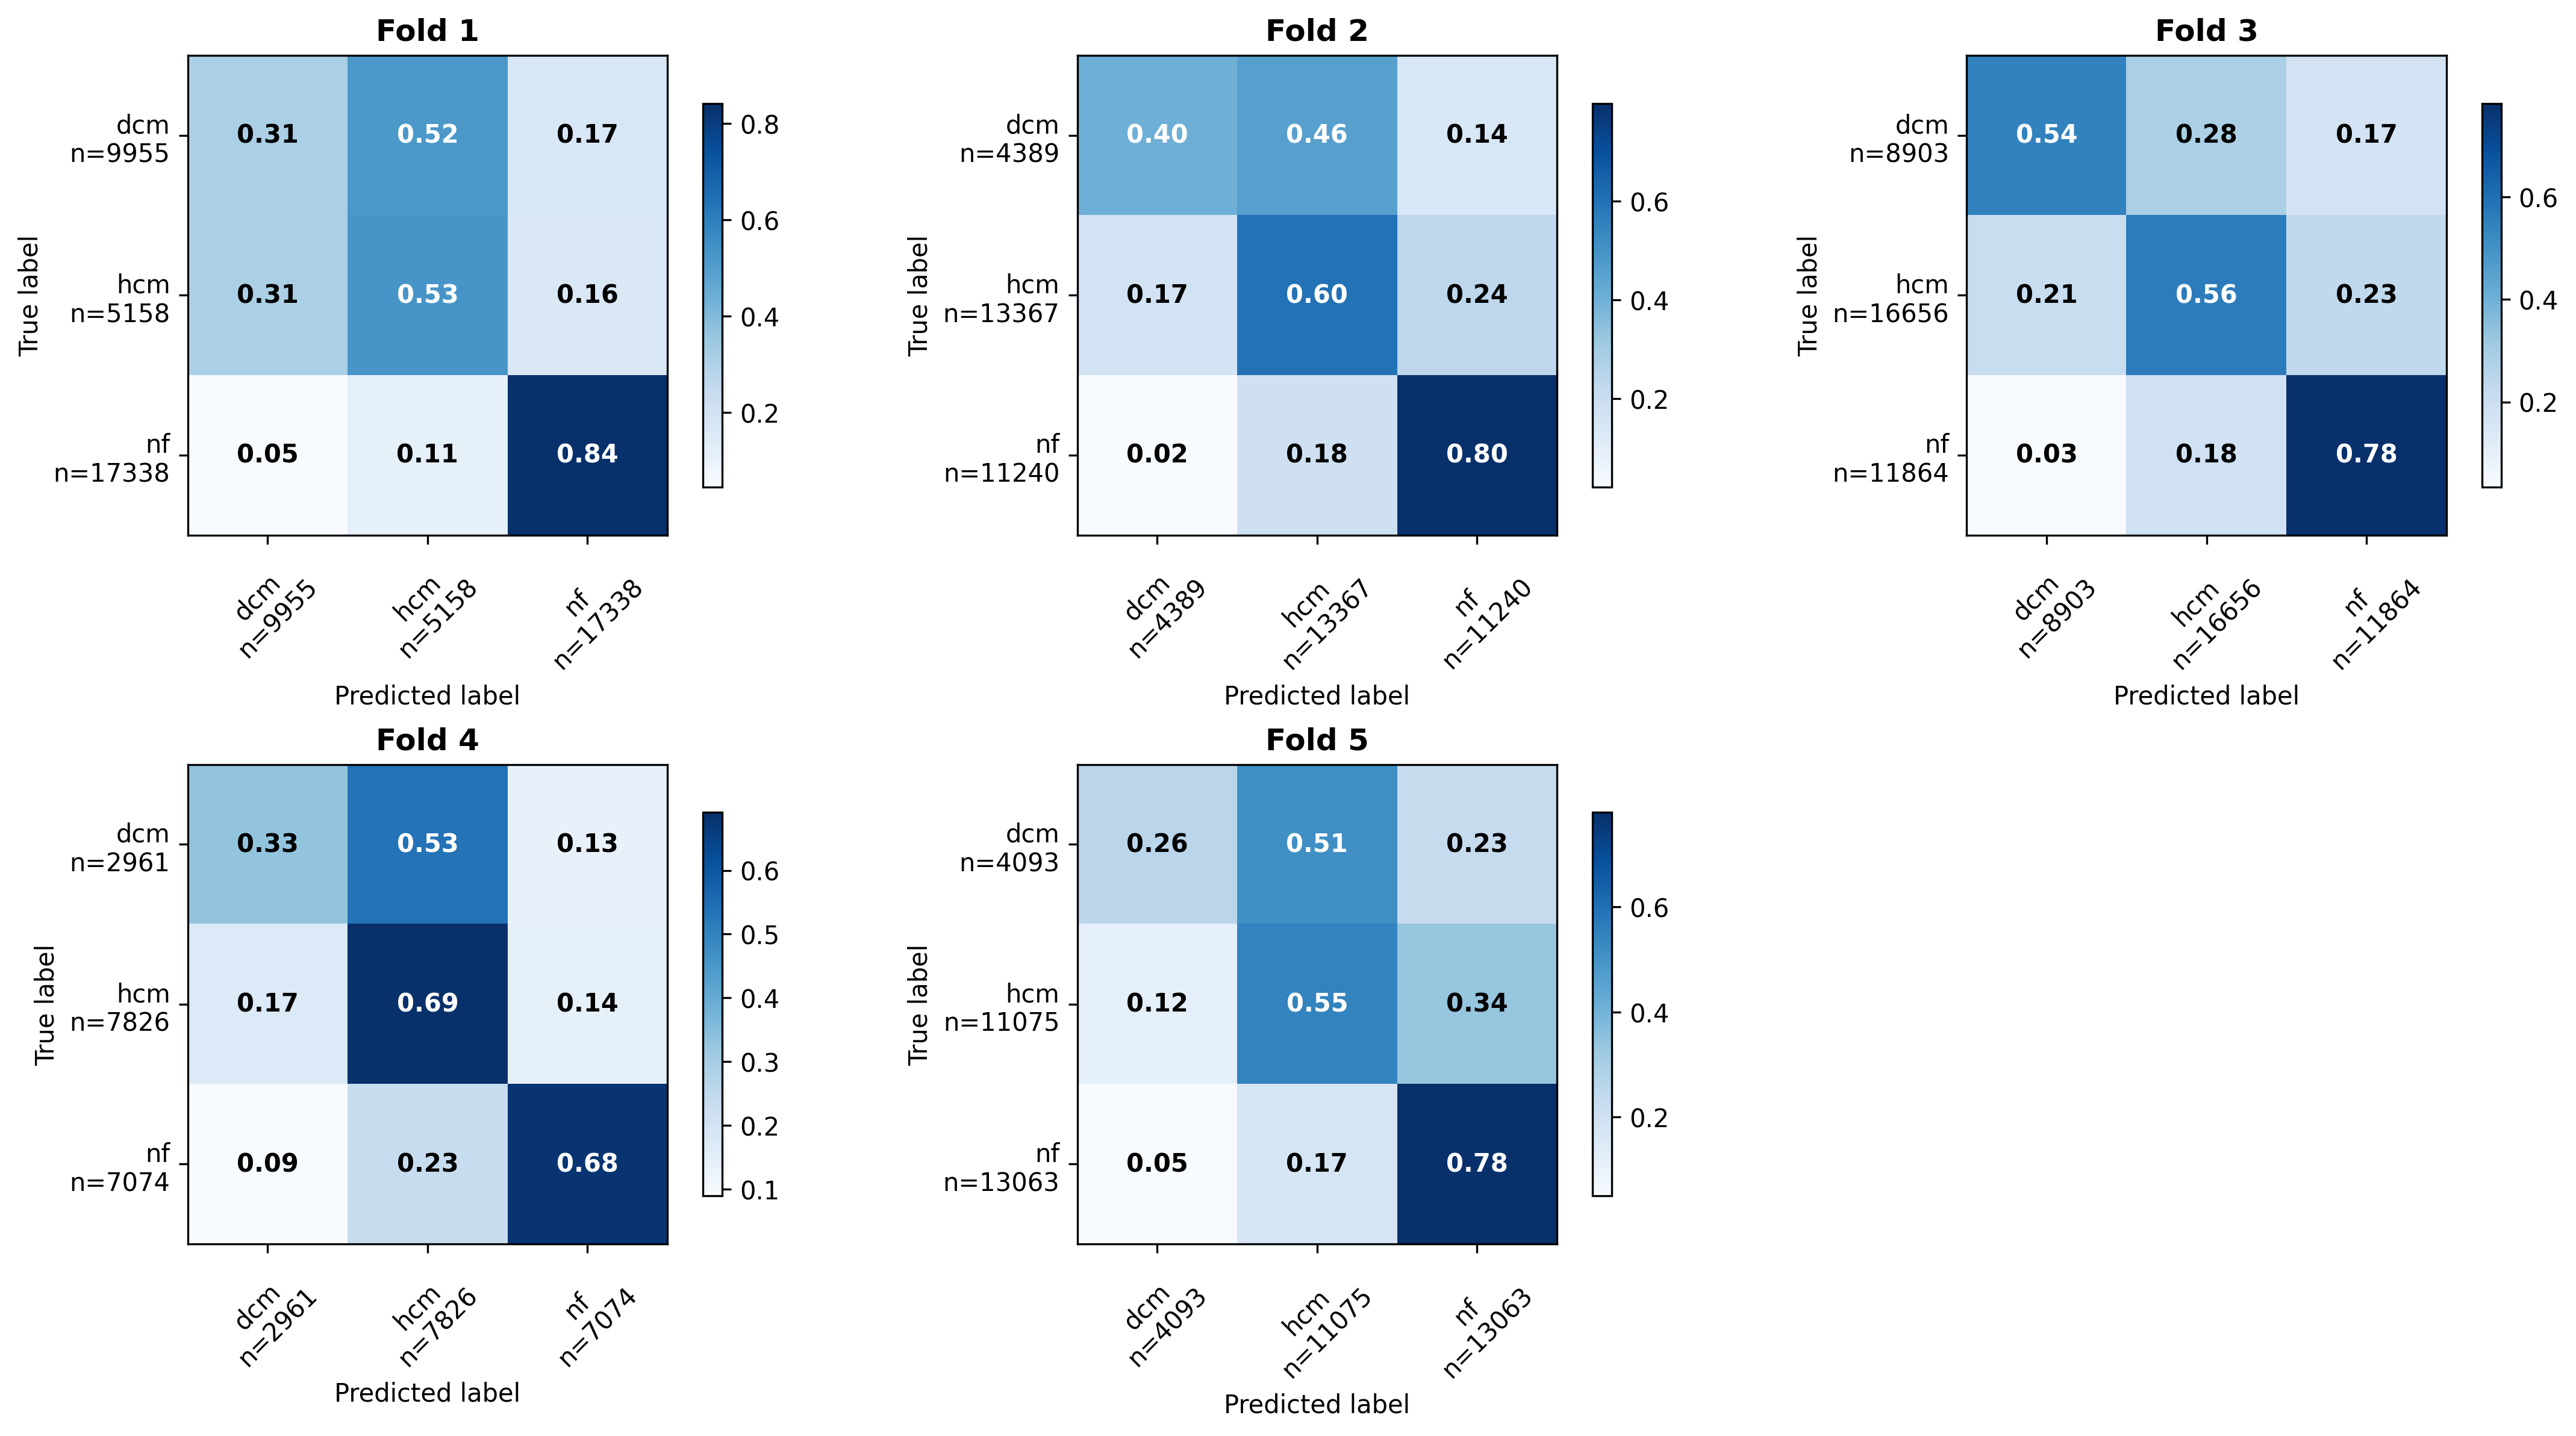 Fold 1
True label
dcm
n=9955
0.31 0.52 0.17
hcm
n=5158
0.31 0.53 0.16
nf
n=17338
0.05 0.11 0.84
0.8
0.6
0.4
0.2
dcm
n=9955
hcm
n=5158
nf
n=17338
Predicted label
Fold 2
True label
dcm
n=4389
0.40 0.46 0.14
hcm
n=13367
0.17 0.60 0.24
nf
n=11240
0.02 0.18 0.80
0.6
0.4
0.2
dcm
n=4389
hcm
n=13367
nf
n=11240
Predicted label
Fold 3
True label
dcm
n=8903
0.54 0.28 0.17
hcm
n=16656
0.21 0.56 0.23
nf
n=11864
0.03 0.18 0.78
0.6
0.4
0.2
dcm
n=8903
hcm
n=16656
nf
n=11864
Predicted label
Fold 4
True label
dcm
n=2961
0.33 0.53 0.13
hcm
n=7826
0.17 0.69 0.14
nf
n=7074
0.09 0.23 0.68
0.6
0.5
0.4
0.3
0.2
0.1
dcm
n=2961
hcm
n=7826
nf
n=7074
Predicted label
Fold 5
True label
dcm
n=4093
0.26 0.51 0.23
hcm
n=11075
0.12 0.55 0.34
nf
n=13063
0.05 0.17 0.78
0.6
0.4
0.2
dcm
n=4093
hcm
n=11075
nf
n=13063
Predicted label